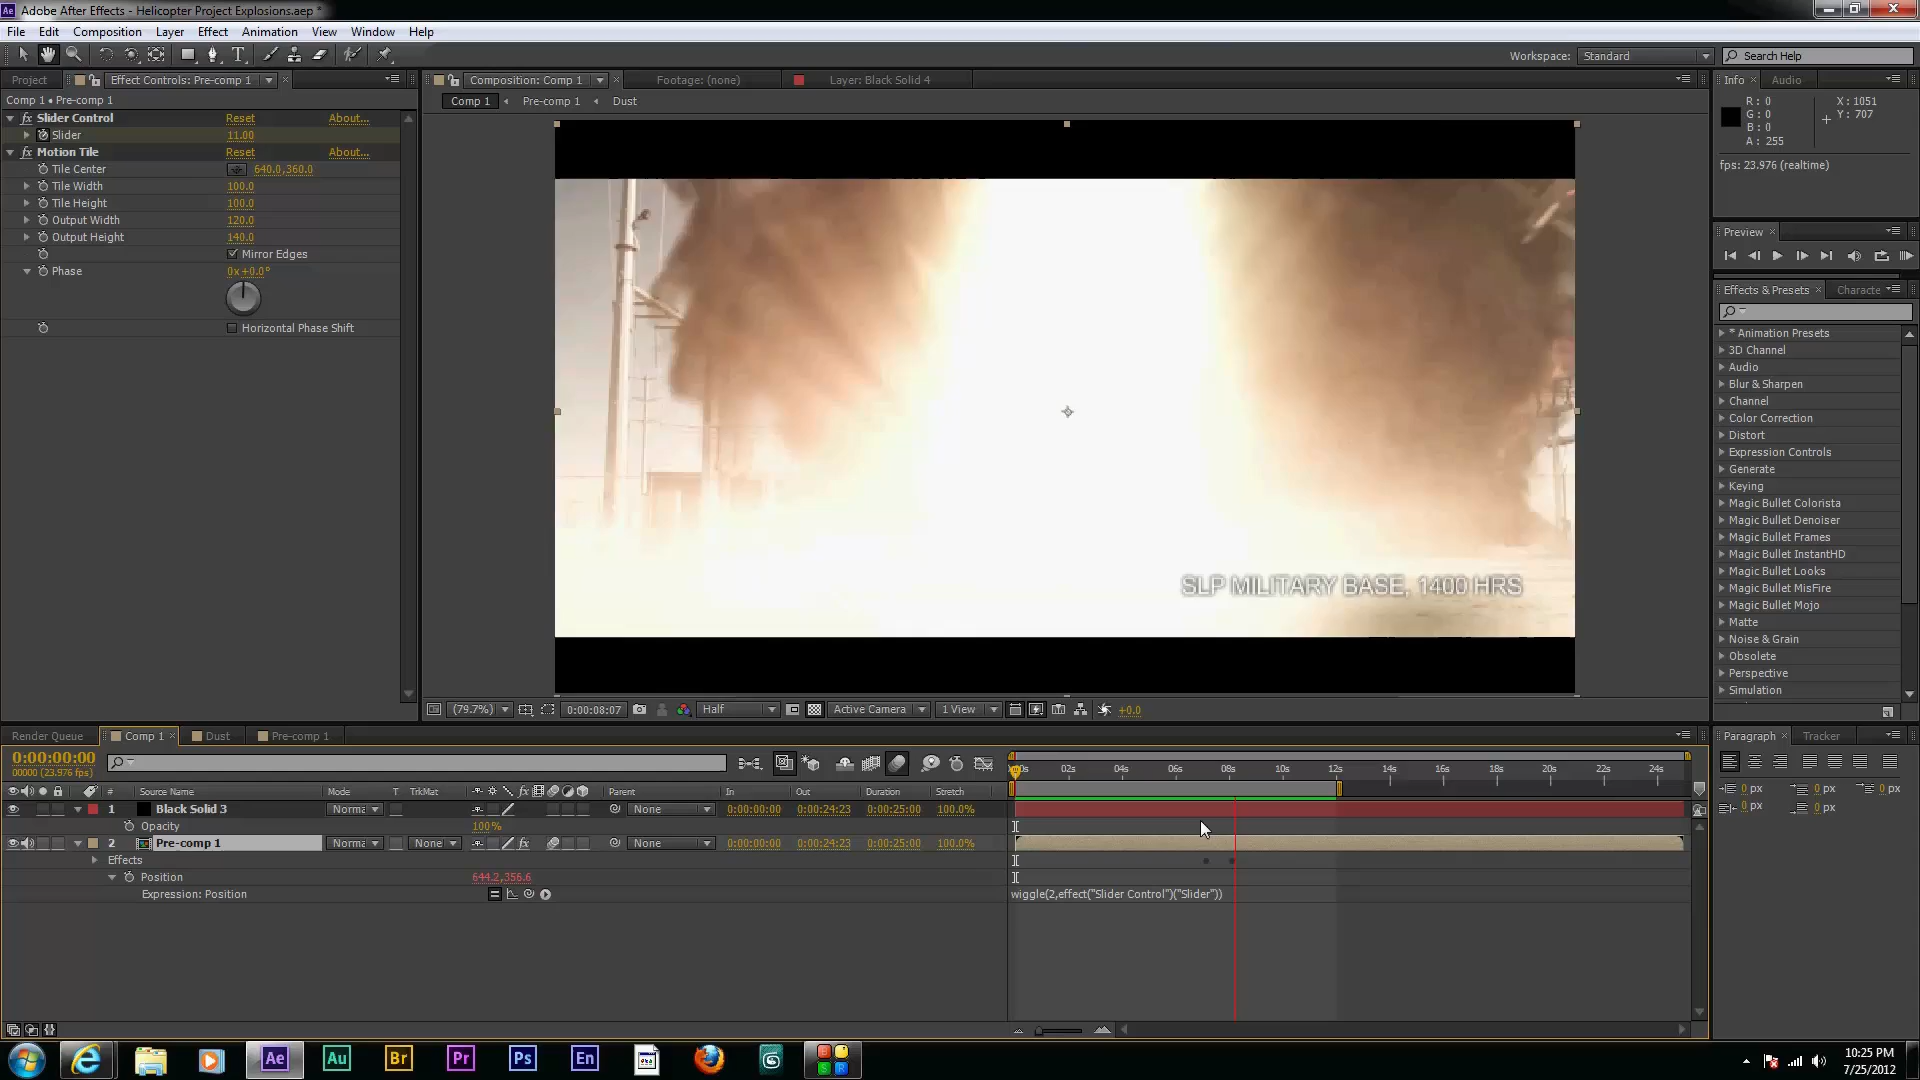 Adobe After Effects - Helicopter Project Explosions.aep *
File Edit Composition Layer Effect Animation View Window Help
Workspace: Standard Search Help
Project Effect Controls: Pre-comp 1
Comp 1 • Pre-comp 1
fx Slider Control Reset About...
Slider 11.00
fx Motion Tile Reset About...
Tile Center 640.0,360.0
Tile Width 100.0
Tile Height 100.0
Output Width 120.0
Output Height 140.0
Mirror Edges
Phase 0x+0.0°
Horizontal Phase Shift
Composition: Comp 1 Footage: (none) Layer: Black Solid 4
Comp 1 Pre-comp 1 Dust
SLP MILITARY BASE, 1400 HRS
(79.7%) 0:00:08:07 Half Active Camera 1 View +0.0
Info Audio
R: 0 X: 1051
G: 0 Y: 707
B: 0
A: 255
fps: 23.976 (realtime)
Preview
Effects & Presets Characte
* Animation Presets
3D Channel
Audio
Blur & Sharpen
Channel
Color Correction
Distort
Expression Controls
Generate
Keying
Magic Bullet Colorista
Magic Bullet Denoiser
Magic Bullet Frames
Magic Bullet InstantHD
Magic Bullet Looks
Magic Bullet MisFire
Magic Bullet Mojo
Matte
Noise & Grain
Obsolete
Perspective
Simulation
Render Queue Comp 1 Dust Pre-comp 1
0:00:00:00
00000 (23.976 fps)
# Source Name Mode T TrkMat fx Parent In Out Duration Stretch
1 Black Solid 3 Norma None 0:00:00:00 0:00:24:23 0:00:25:00 100.0%
Opacity 100%
2 Pre-comp 1 Norma None fx None 0:00:00:00 0:00:24:23 0:00:25:00 100.0%
Effects
Position 644.2,356.6
Expression: Position
02s 04s 06s 08s 10s 12s 14s 16s 18s 20s 22s 24s
wiggle(2,effect("Slider Control")("Slider"))
Paragraph Tracker
0 px 0 px 0 px
0 px 0 px
Ae Au Br Pr Ps En
10:25 PM
7/25/2012